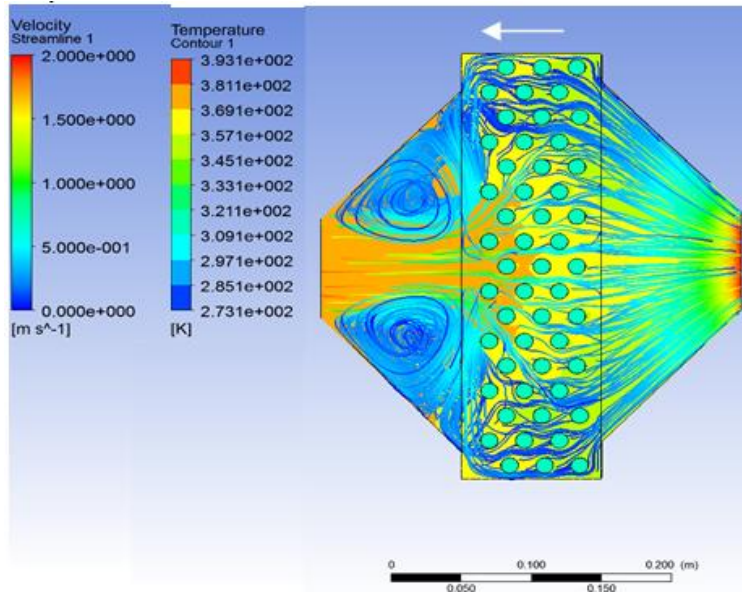 Velocity
Streamline 1
2.000e+000
1.500e+000
1.000e+000
5.000e-001
0.000e+000
[m s^-1]
Temperature
Contour 1
3.931e+002
3.811e+002
3.691e+002
3.571e+002
3.451e+002
3.331e+002
3.211e+002
3.091e+002
2.971e+002
2.851e+002
2.731e+002
[K]
0 0.100 0.200 (m)
0.050 0.150